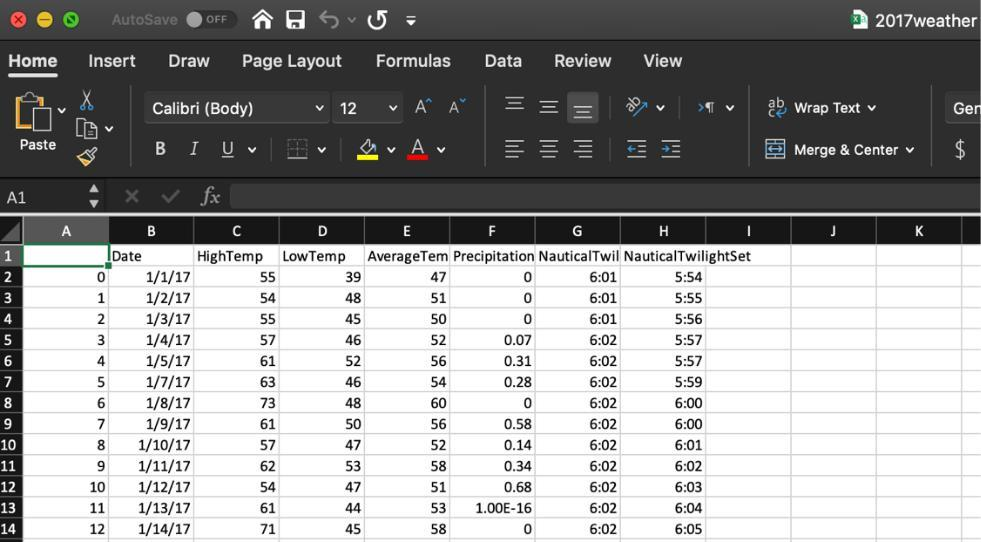 AutoSave OFF 2017weather
Home Insert Draw Page Layout Formulas Data Review View
Paste Calibri (Body) 12 A^ A˅ ab Wrap Text Gen
B I U A Merge & Center $
A1 fx
A B C D E F G H I J K
1 Date HighTemp LowTemp AverageTem Precipitation NauticalTwil NauticalTwilightSet
2 0 1/1/17 55 39 47 0 6:01 5:54
3 1 1/2/17 54 48 51 0 6:01 5:55
4 2 1/3/17 55 45 50 0 6:01 5:56
5 3 1/4/17 57 46 52 0.07 6:02 5:57
6 4 1/5/17 61 52 56 0.31 6:02 5:57
7 5 1/7/17 63 46 54 0.28 6:02 5:59
8 6 1/8/17 73 48 60 0 6:02 6:00
9 7 1/9/17 61 50 56 0.58 6:02 6:00
10 8 1/10/17 57 47 52 0.14 6:02 6:01
11 9 1/11/17 62 53 58 0.34 6:02 6:02
12 10 1/12/17 54 47 51 0.68 6:02 6:03
13 11 1/13/17 61 44 53 1.00E-16 6:02 6:04
14 12 1/14/17 71 45 58 0 6:02 6:05